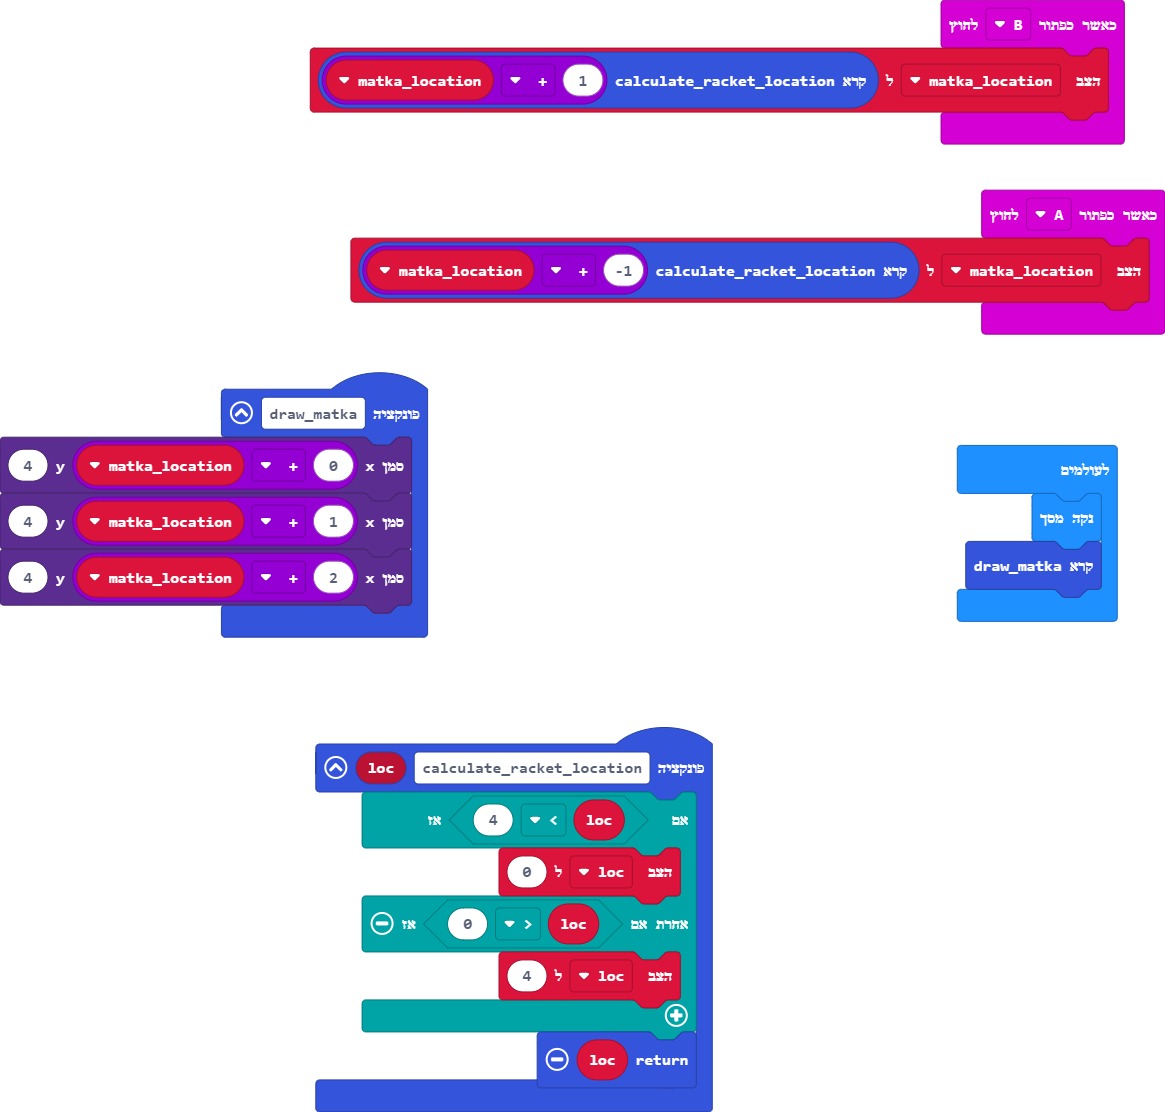 כאשר כפתור B לחוץ
הצב matka_location ל קרא calculate_racket_location 1 + matka_location
כאשר כפתור A לחוץ
הצב matka_location ל קרא calculate_racket_location -1 + matka_location
פונקציה draw_matka
סמן x 0 + matka_location y 4
סמן x 1 + matka_location y 4
סמן x 2 + matka_location y 4
לעולמים
נקה מסך
קרא draw_matka
פונקציה calculate_racket_location loc
אם loc < 4 אז
הצב loc ל 0
אחרת אם loc > 0 אז
הצב loc ל 4
return loc